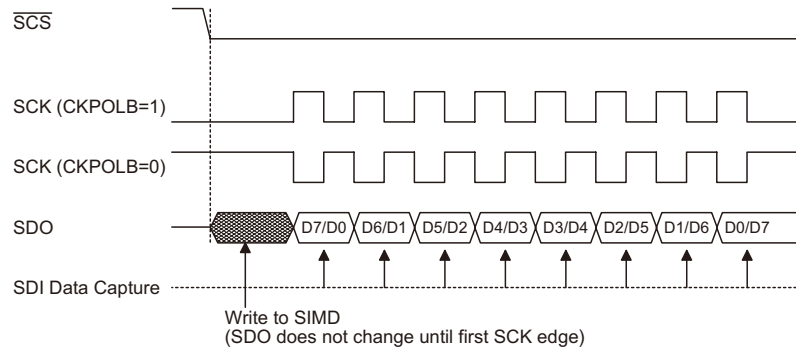 SCS
SCK (CKPOLB=1)
SCK (CKPOLB=0)
SDO D7/D0 D6/D1 D5/D2 D4/D3 D3/D4 D2/D5 D1/D6 D0/D7
SDI Data Capture
Write to SIMD
(SDO does not change until first SCK edge)